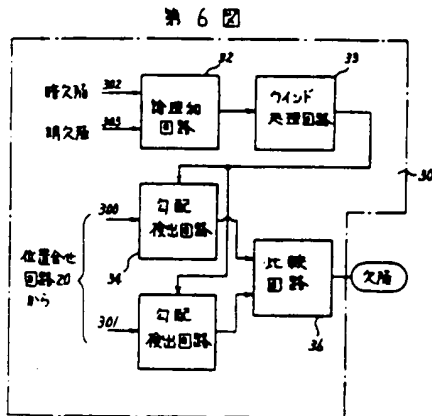 第6図
32
33
暗欠陥
302
明欠陥
303
論理和
回路
ウインド
処理回路
30
300
勾配
検出回路
34
位置合せ
回路20
から
301
勾配
検出回路
比較
回路
36
欠陥